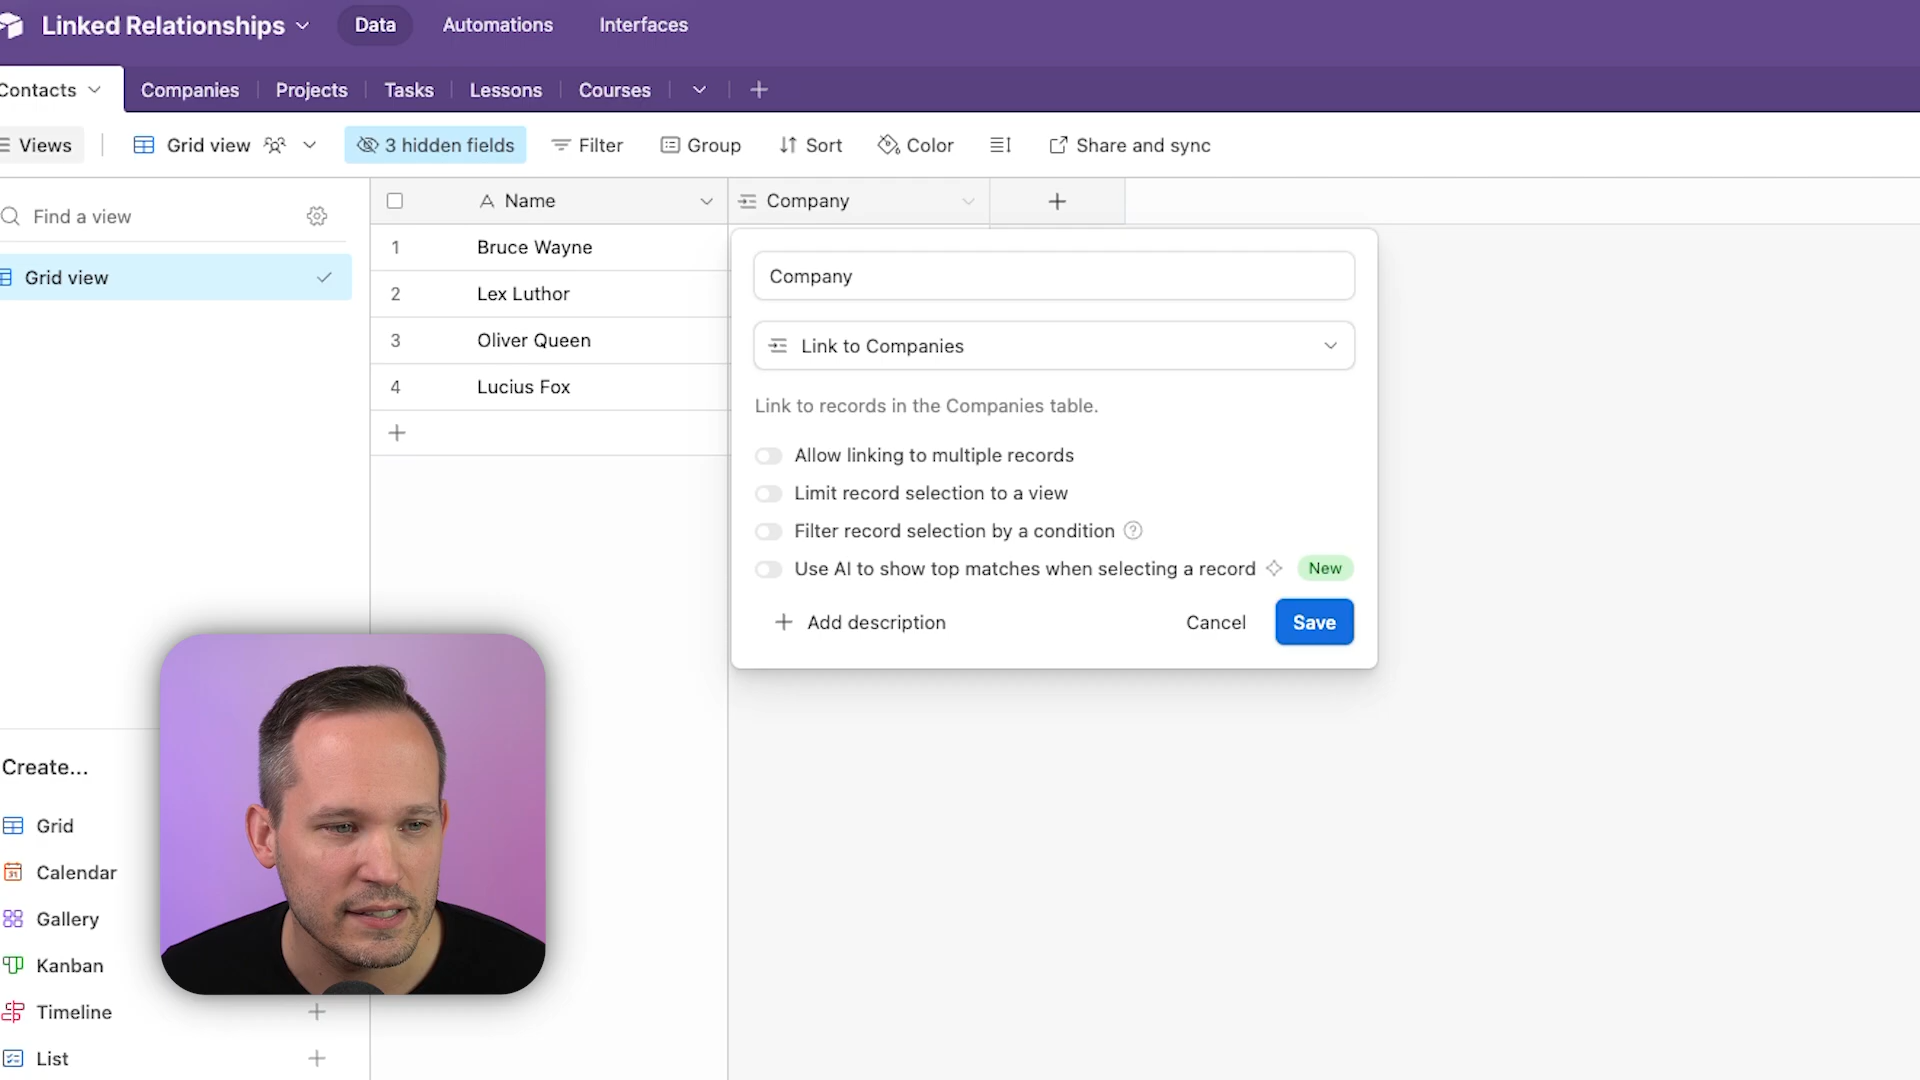 Linked Relationships
Data
Automations
Interfaces
Contacts
Companies
Projects
Tasks
Lessons
Courses
Views
Grid view
3 hidden fields
Filter
Group
Sort
Color
Share and sync
Find a view
Grid view
Name
Company
1
Bruce Wayne
2
Lex Luthor
3
Oliver Queen
4
Lucius Fox
Company
Link to Companies
Link to records in the Companies table.
Allow linking to multiple records
Limit record selection to a view
Filter record selection by a condition
Use AI to show top matches when selecting a record
New
Add description
Cancel
Save
Create...
Grid
Calendar
Gallery
Kanban
Timeline
List